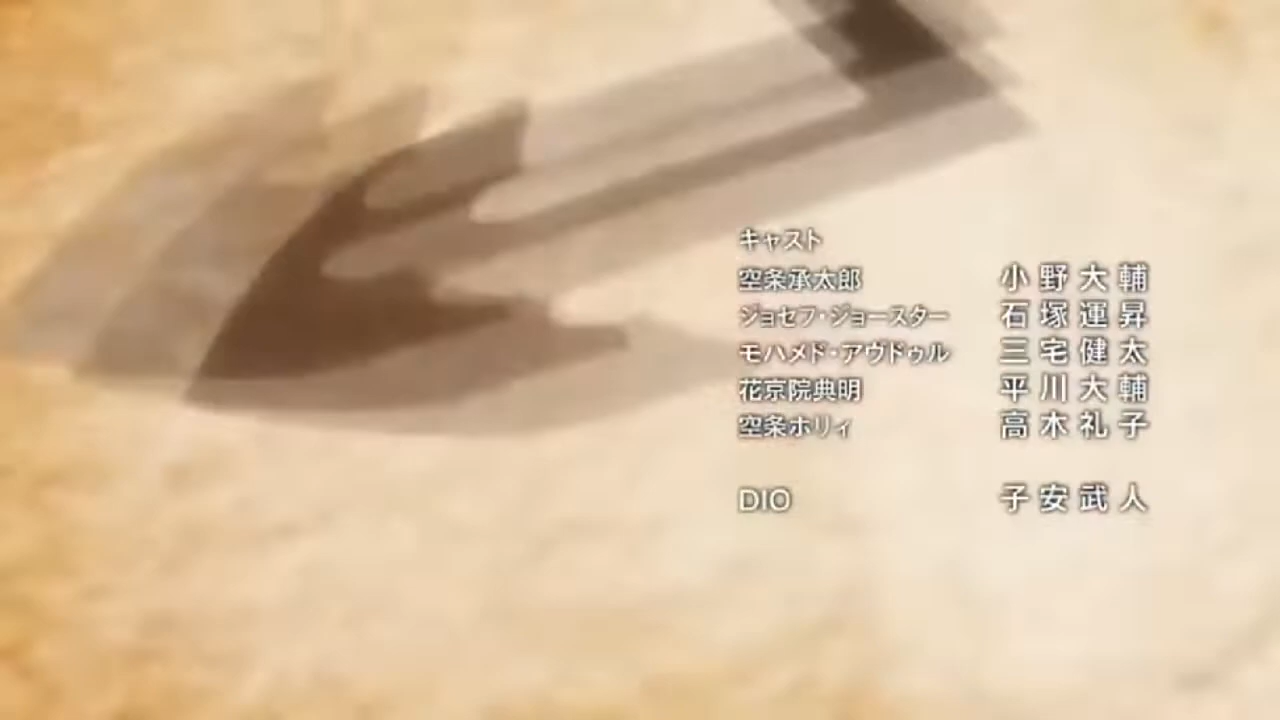 キャスト
空条承太郎 小野大輔
ジョセフ・ジョースター 石塚運昇
モハメド・アヴドゥル 三宅健太
花京院典明 平川大輔
空条ホリィ 高木礼子
DIO 子安武人